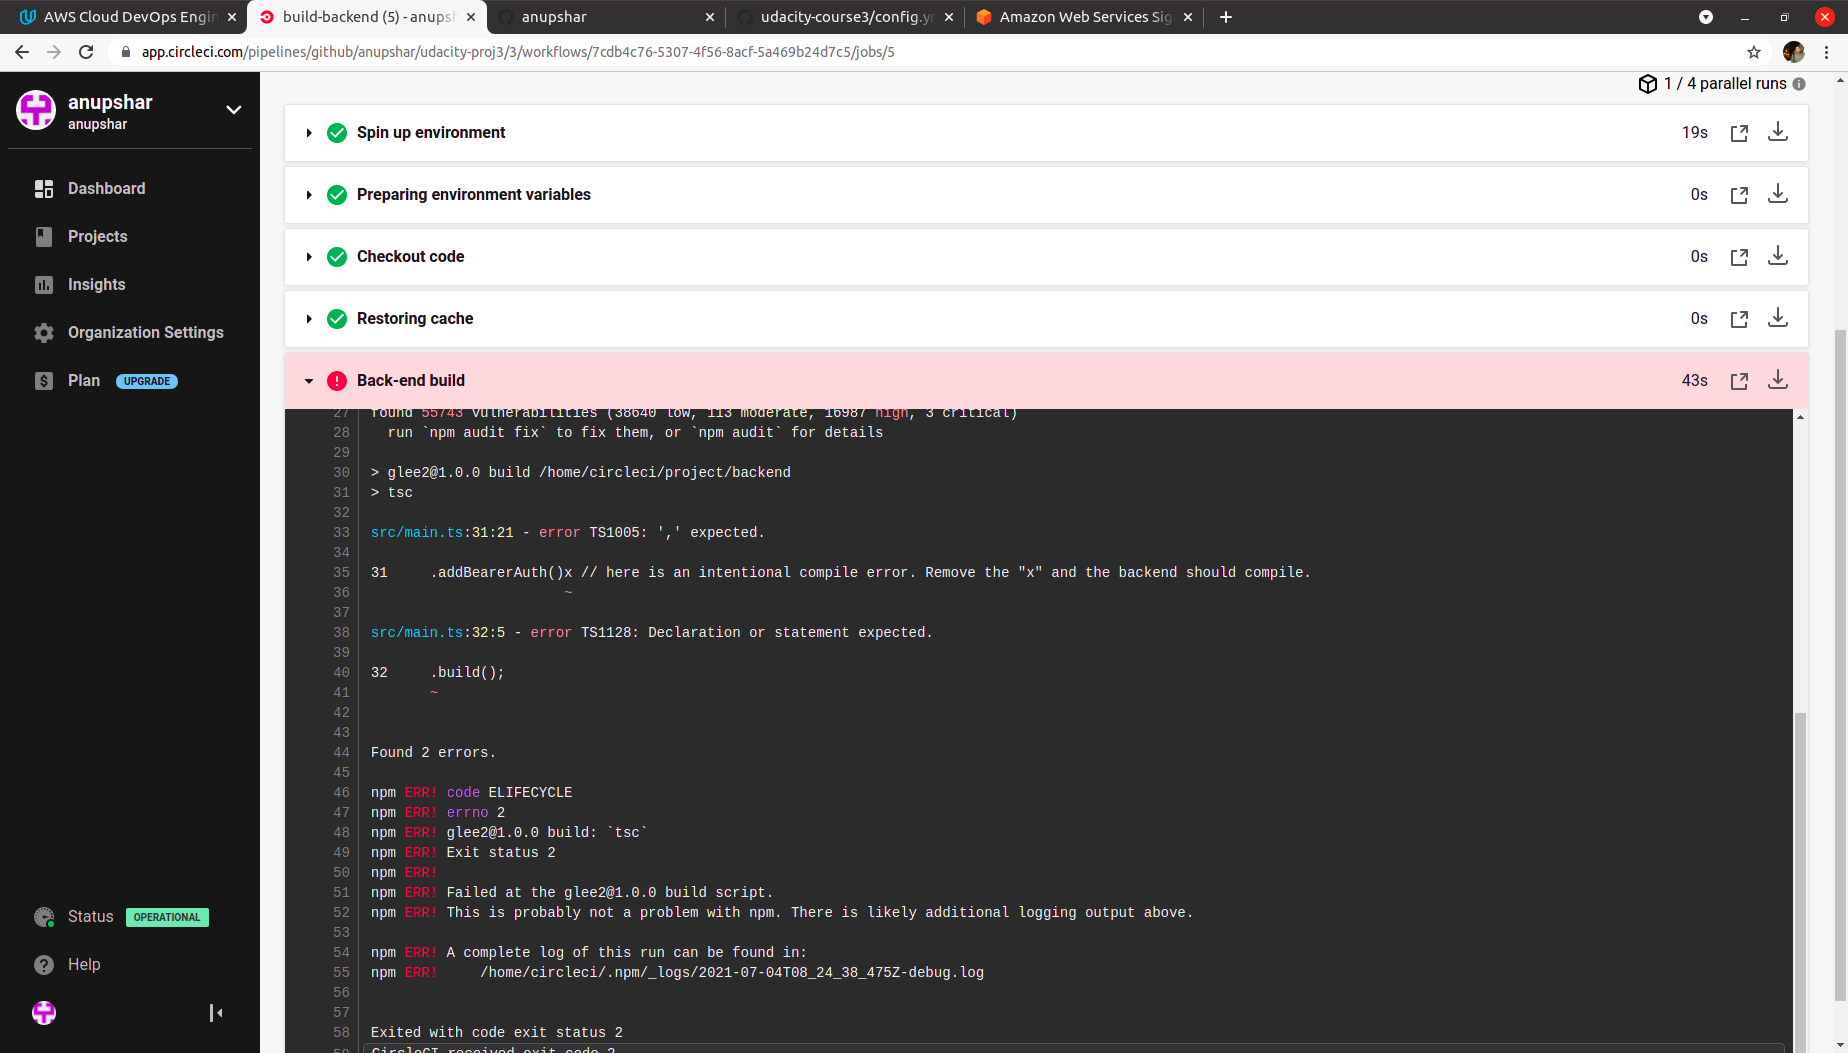 AWS Cloud DevOps Engin
build-backend (5) - anupsh
anupshar
udacity-course3/config.y
Amazon Web Services Sig
app.circleci.com/pipelines/github/anupshar/udacity-proj3/3/workflows/7cdb4c76-5307-4f56-8acf-5a469b24d7c5/jobs/5
anupshar
anupshar
Dashboard
Projects
Insights
Organization Settings
Plan UPGRADE
Status OPERATIONAL
Help
1 / 4 parallel runs
Spin up environment 19s
Preparing environment variables 0s
Checkout code 0s
Restoring cache 0s
Back-end build 43s
27 found 55743 vulnerabilities (38640 low, 113 moderate, 16987 high, 3 critical)
28 run `npm audit fix` to fix them, or `npm audit` for details
29
30 > glee2@1.0.0 build /home/circleci/project/backend
31 > tsc
32
33 src/main.ts:31:21 - error TS1005: ',' expected.
34
35 31 .addBearerAuth()x // here is an intentional compile error. Remove the "x" and the backend should compile.
36 ~
37
38 src/main.ts:32:5 - error TS1128: Declaration or statement expected.
39
40 32 .build();
41 ~
42
43
44 Found 2 errors.
45
46 npm ERR! code ELIFECYCLE
47 npm ERR! errno 2
48 npm ERR! glee2@1.0.0 build: `tsc`
49 npm ERR! Exit status 2
50 npm ERR!
51 npm ERR! Failed at the glee2@1.0.0 build script.
52 npm ERR! This is probably not a problem with npm. There is likely additional logging output above.
53
54 npm ERR! A complete log of this run can be found in:
55 npm ERR! /home/circleci/.npm/_logs/2021-07-04T08_24_38_475Z-debug.log
56
57
58 Exited with code exit status 2
59 CircleCI received exit code 2